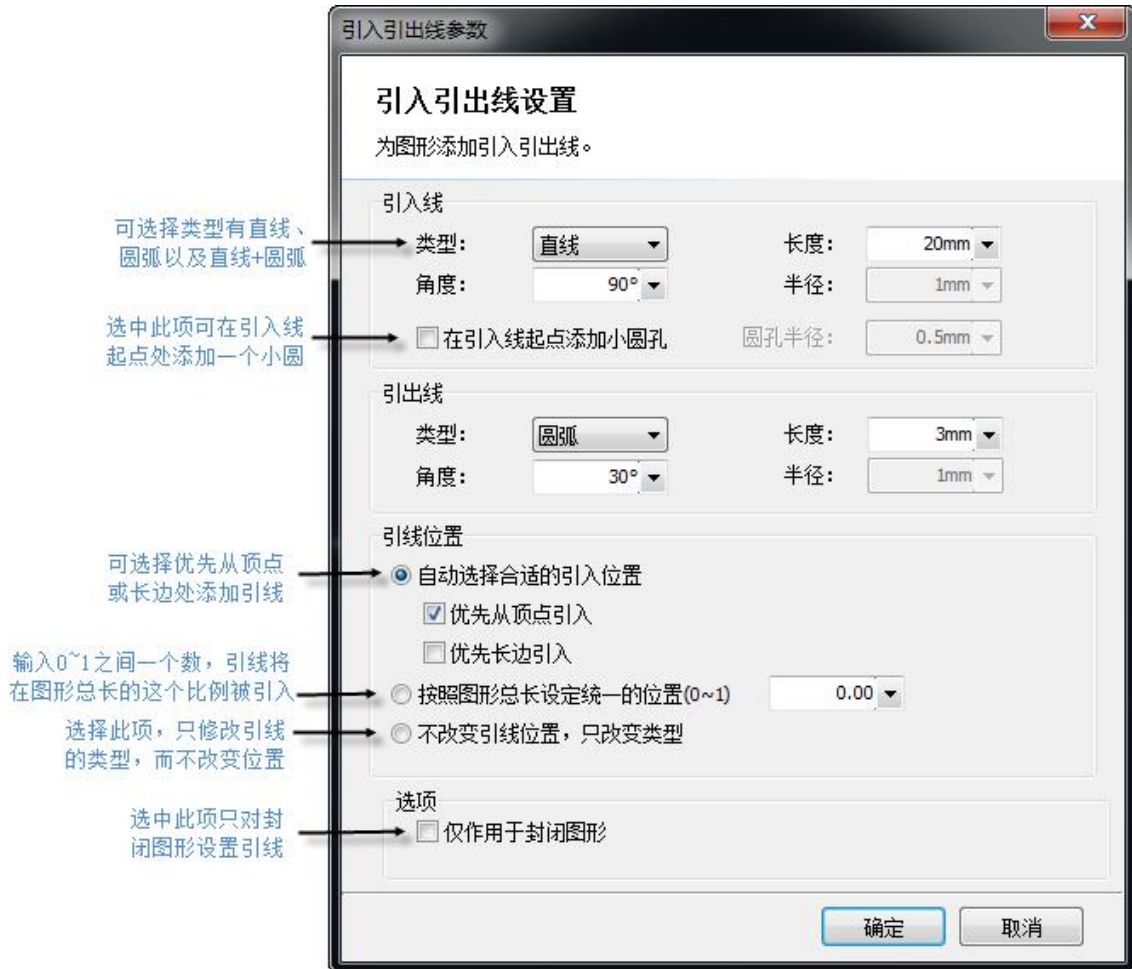 引入引出线参数
引入引出线设置
为图形添加引入引出线。
引入线
可选择类型有直线、
圆弧以及直线+圆弧
类型: 直线 长度: 20mm
角度: 90° 半径: 1mm
选中此项可在引入线
起点处添加一个小圆
在引入线起点添加小圆孔 圆孔半径: 0.5mm
引出线
类型: 圆弧 长度: 3mm
角度: 30° 半径: 1mm
引线位置
可选择优先从顶点
或长边处添加引线
自动选择合适的引入位置
优先从顶点引入
优先长边引入
输入0~1之间一个数，引线将
在图形总长的这个比例被引入
按照图形总长设定统一的位置(0~1) 0.00
选择此项，只修改引线
的类型，而不改变位置
不改变引线位置，只改变类型
选项
选中此项只对封
闭图形设置引线
仅作用于封闭图形
确定 取消